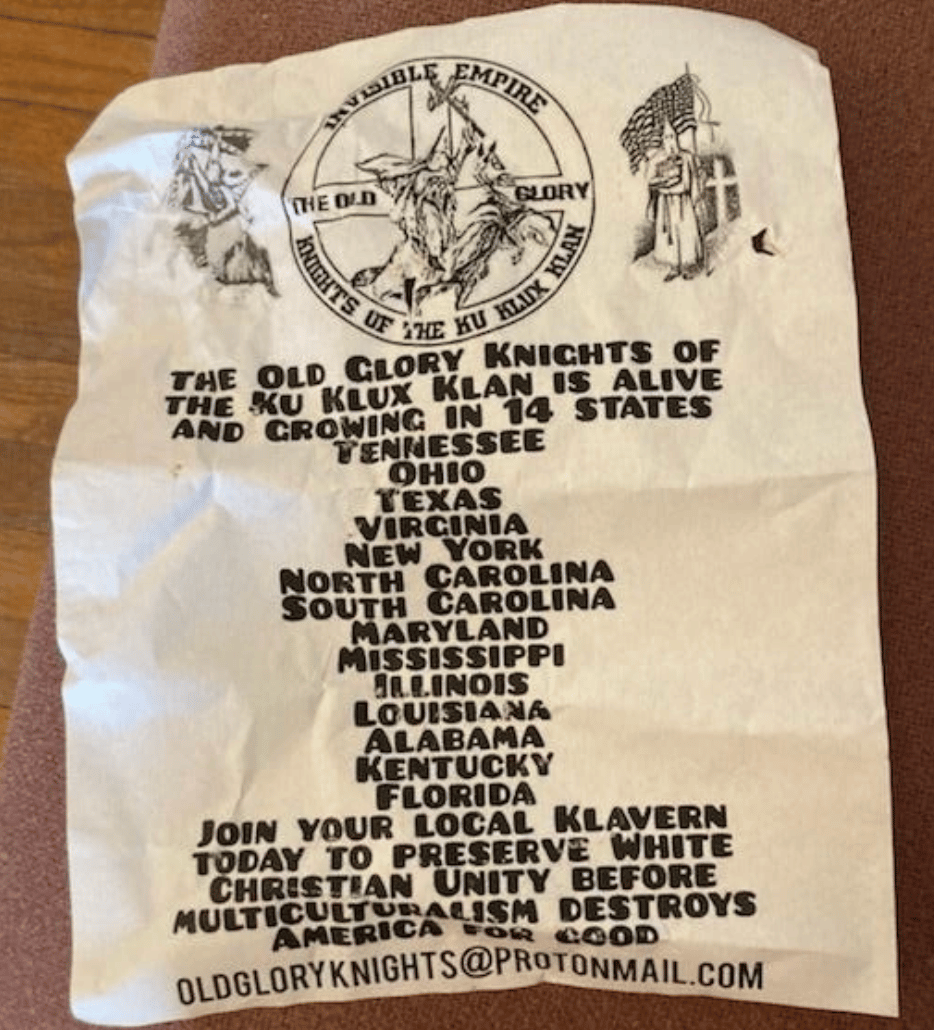 INVISIBLE EMPIRE
THE OLD GLORY
KNIGHTS OF THE KU KLUX KLAN
THE OLD GLORY KNIGHTS OF
THE KU KLUX KLAN IS ALIVE
AND GROWING IN 14 STATES
TENNESSEE
OHIO
TEXAS
VIRGINIA
NEW YORK
NORTH CAROLINA
SOUTH CAROLINA
MARYLAND
MISSISSIPPI
ILLINOIS
LOUISIANA
ALABAMA
KENTUCKY
FLORIDA
JOIN YOUR LOCAL KLAVERN
TODAY TO PRESERVE WHITE
CHRISTIAN UNITY BEFORE
MULTICULTURALISM DESTROYS
AMERICA FOR GOOD
OLDGLORYKNIGHTS@PROTONMAIL.COM